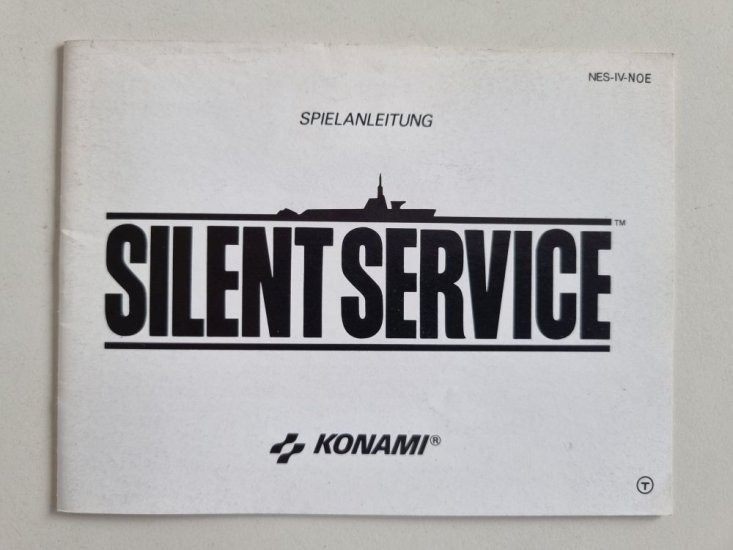 NES-IV-NOE
SPIELANLEITUNG
SILENT SERVICE™
KONAMI®
T